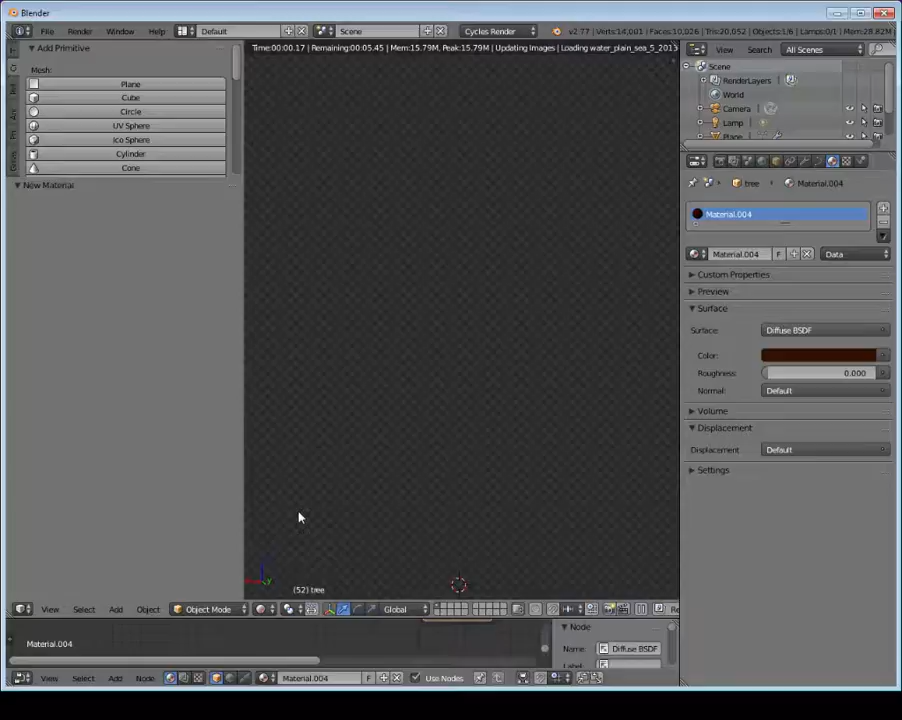 Blender
File Render Window Help Default Scene Cycles Render v2.77 | Verts:14,001 | Faces:10,026 | Tris:20,052 | Objects:1/6 | Lamps:0/1 | Mem:28.82M
Time:00:00.17 | Remaining:00:05.45 | Mem:15.79M, Peak:15.79M | Updating Images | Loading water_plain_sea_5_201
View Search All Scenes
Add Primitive
Mesh:
Plane
Cube
Circle
UV Sphere
Ico Sphere
Cylinder
Cone
New Material
Scene
RenderLayers
World
Camera
Lamp
Plane
tree Material.004
Material.004
Material.004 F Data
Custom Properties
Preview
Surface
Surface: Diffuse BSDF
Color:
Roughness: 0.000
Normal: Default
Volume
Displacement
Displacement Default
Settings
(52) tree
View Select Add Object Object Mode Global Re
Material.004
Node
Name: Diffuse BSDF
Label:
View Select Add Node Material.004 F Use Nodes